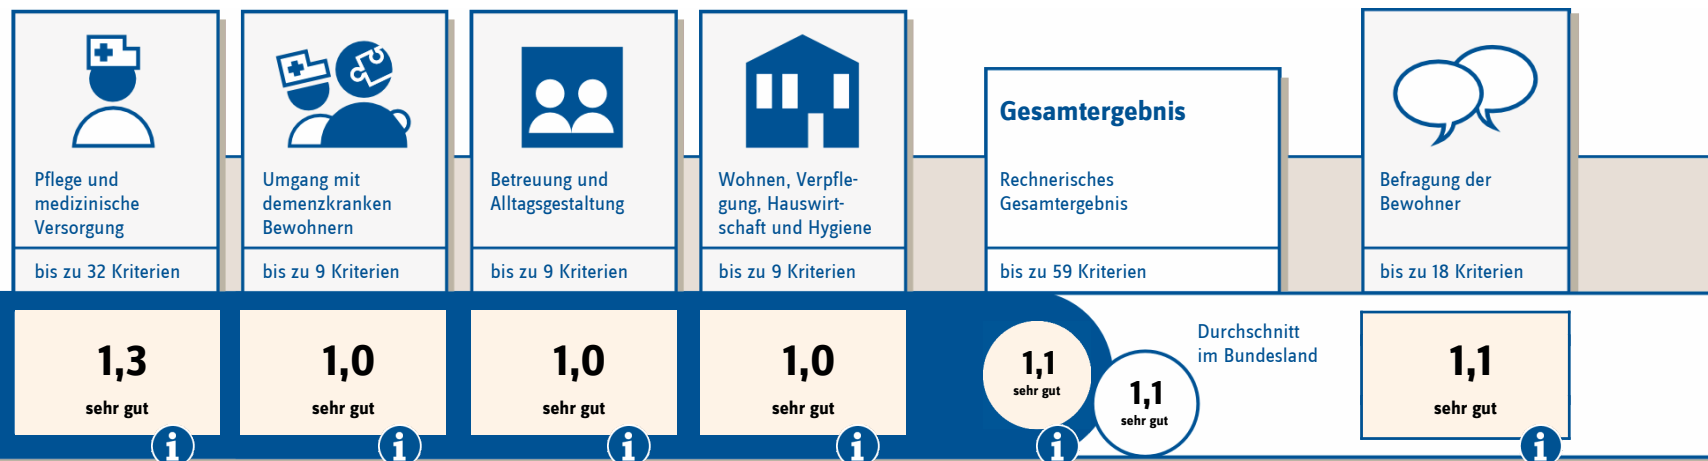 Pflege und
medizinische
Versorgung
bis zu 32 Kriterien
1,3
sehr gut
i
Umgang mit
demenzkranken
Bewohnern
bis zu 9 Kriterien
1,0
sehr gut
i
Betreuung und
Alltagsgestaltung
bis zu 9 Kriterien
1,0
sehr gut
i
Wohnen, Verpfle-
gung, Hauswirt-
schaft und Hygiene
bis zu 9 Kriterien
1,0
sehr gut
i
Gesamtergebnis
Rechnerisches
Gesamtergebnis
bis zu 59 Kriterien
1,1
sehr gut
i
Durchschnitt
im Bundesland
1,1
sehr gut
Befragung der
Bewohner
bis zu 18 Kriterien
1,1
sehr gut
i